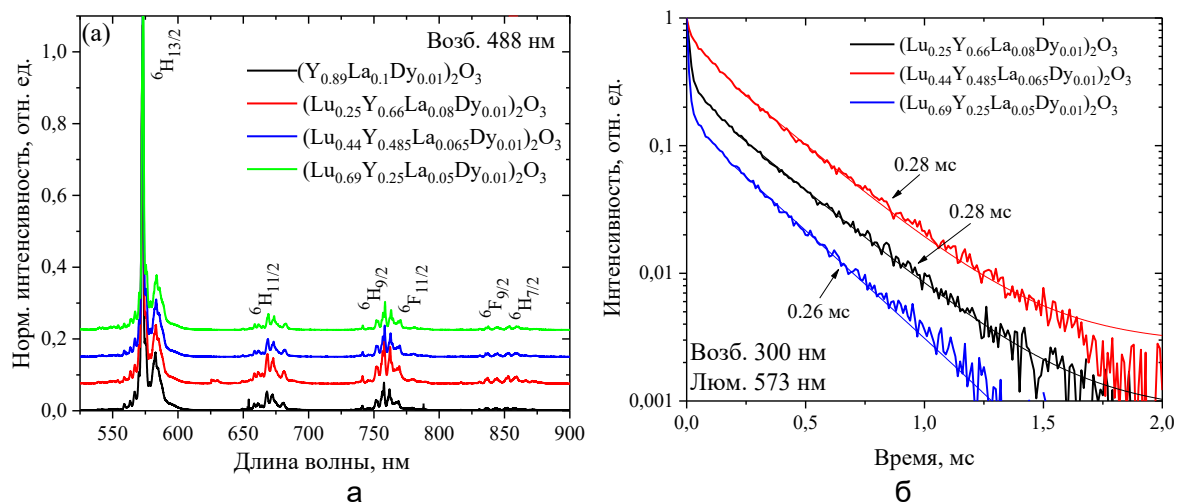 (а)
Возб. 488 нм
⁶H₁₃/₂
(Y₀.₈₉La₀.₁Dy₀.₀₁)₂O₃
(Lu₀.₂₅Y₀.₆₆La₀.₀₈Dy₀.₀₁)₂O₃
(Lu₀.₄₄Y₀.₄₈₅La₀.₀₆₅Dy₀.₀₁)₂O₃
(Lu₀.₆₉Y₀.₂₅La₀.₀₅Dy₀.₀₁)₂O₃
⁶H₁₁/₂
⁶H₉/₂
⁶F₁₁/₂
⁶F₉/₂
⁶H₇/₂
Норм. интенсивность, отн. ед.
1,0
0,8
0,6
0,4
0,2
0,0
550 600 650 700 750 800 850 900
Длина волны, нм
а
(Lu₀.₂₅Y₀.₆₆La₀.₀₈Dy₀.₀₁)₂O₃
(Lu₀.₄₄Y₀.₄₈₅La₀.₀₆₅Dy₀.₀₁)₂O₃
(Lu₀.₆₉Y₀.₂₅La₀.₀₅Dy₀.₀₁)₂O₃
0.28 мс
0.28 мс
0.26 мс
Возб. 300 нм
Люм. 573 нм
Интенсивность, отн. ед.
1
0,1
0,01
0,001
0,0 0,5 1,0 1,5 2,0
Время, мс
б